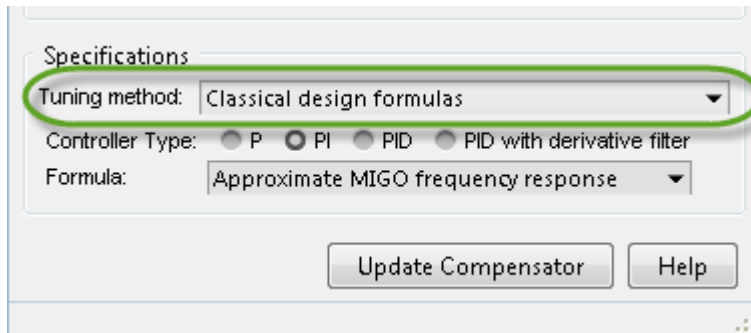 Specifications
Tuning method: Classical design formulas
Controller Type: P PI PID PID with derivative filter
Formula: Approximate MIGO frequency response
Update Compensator Help